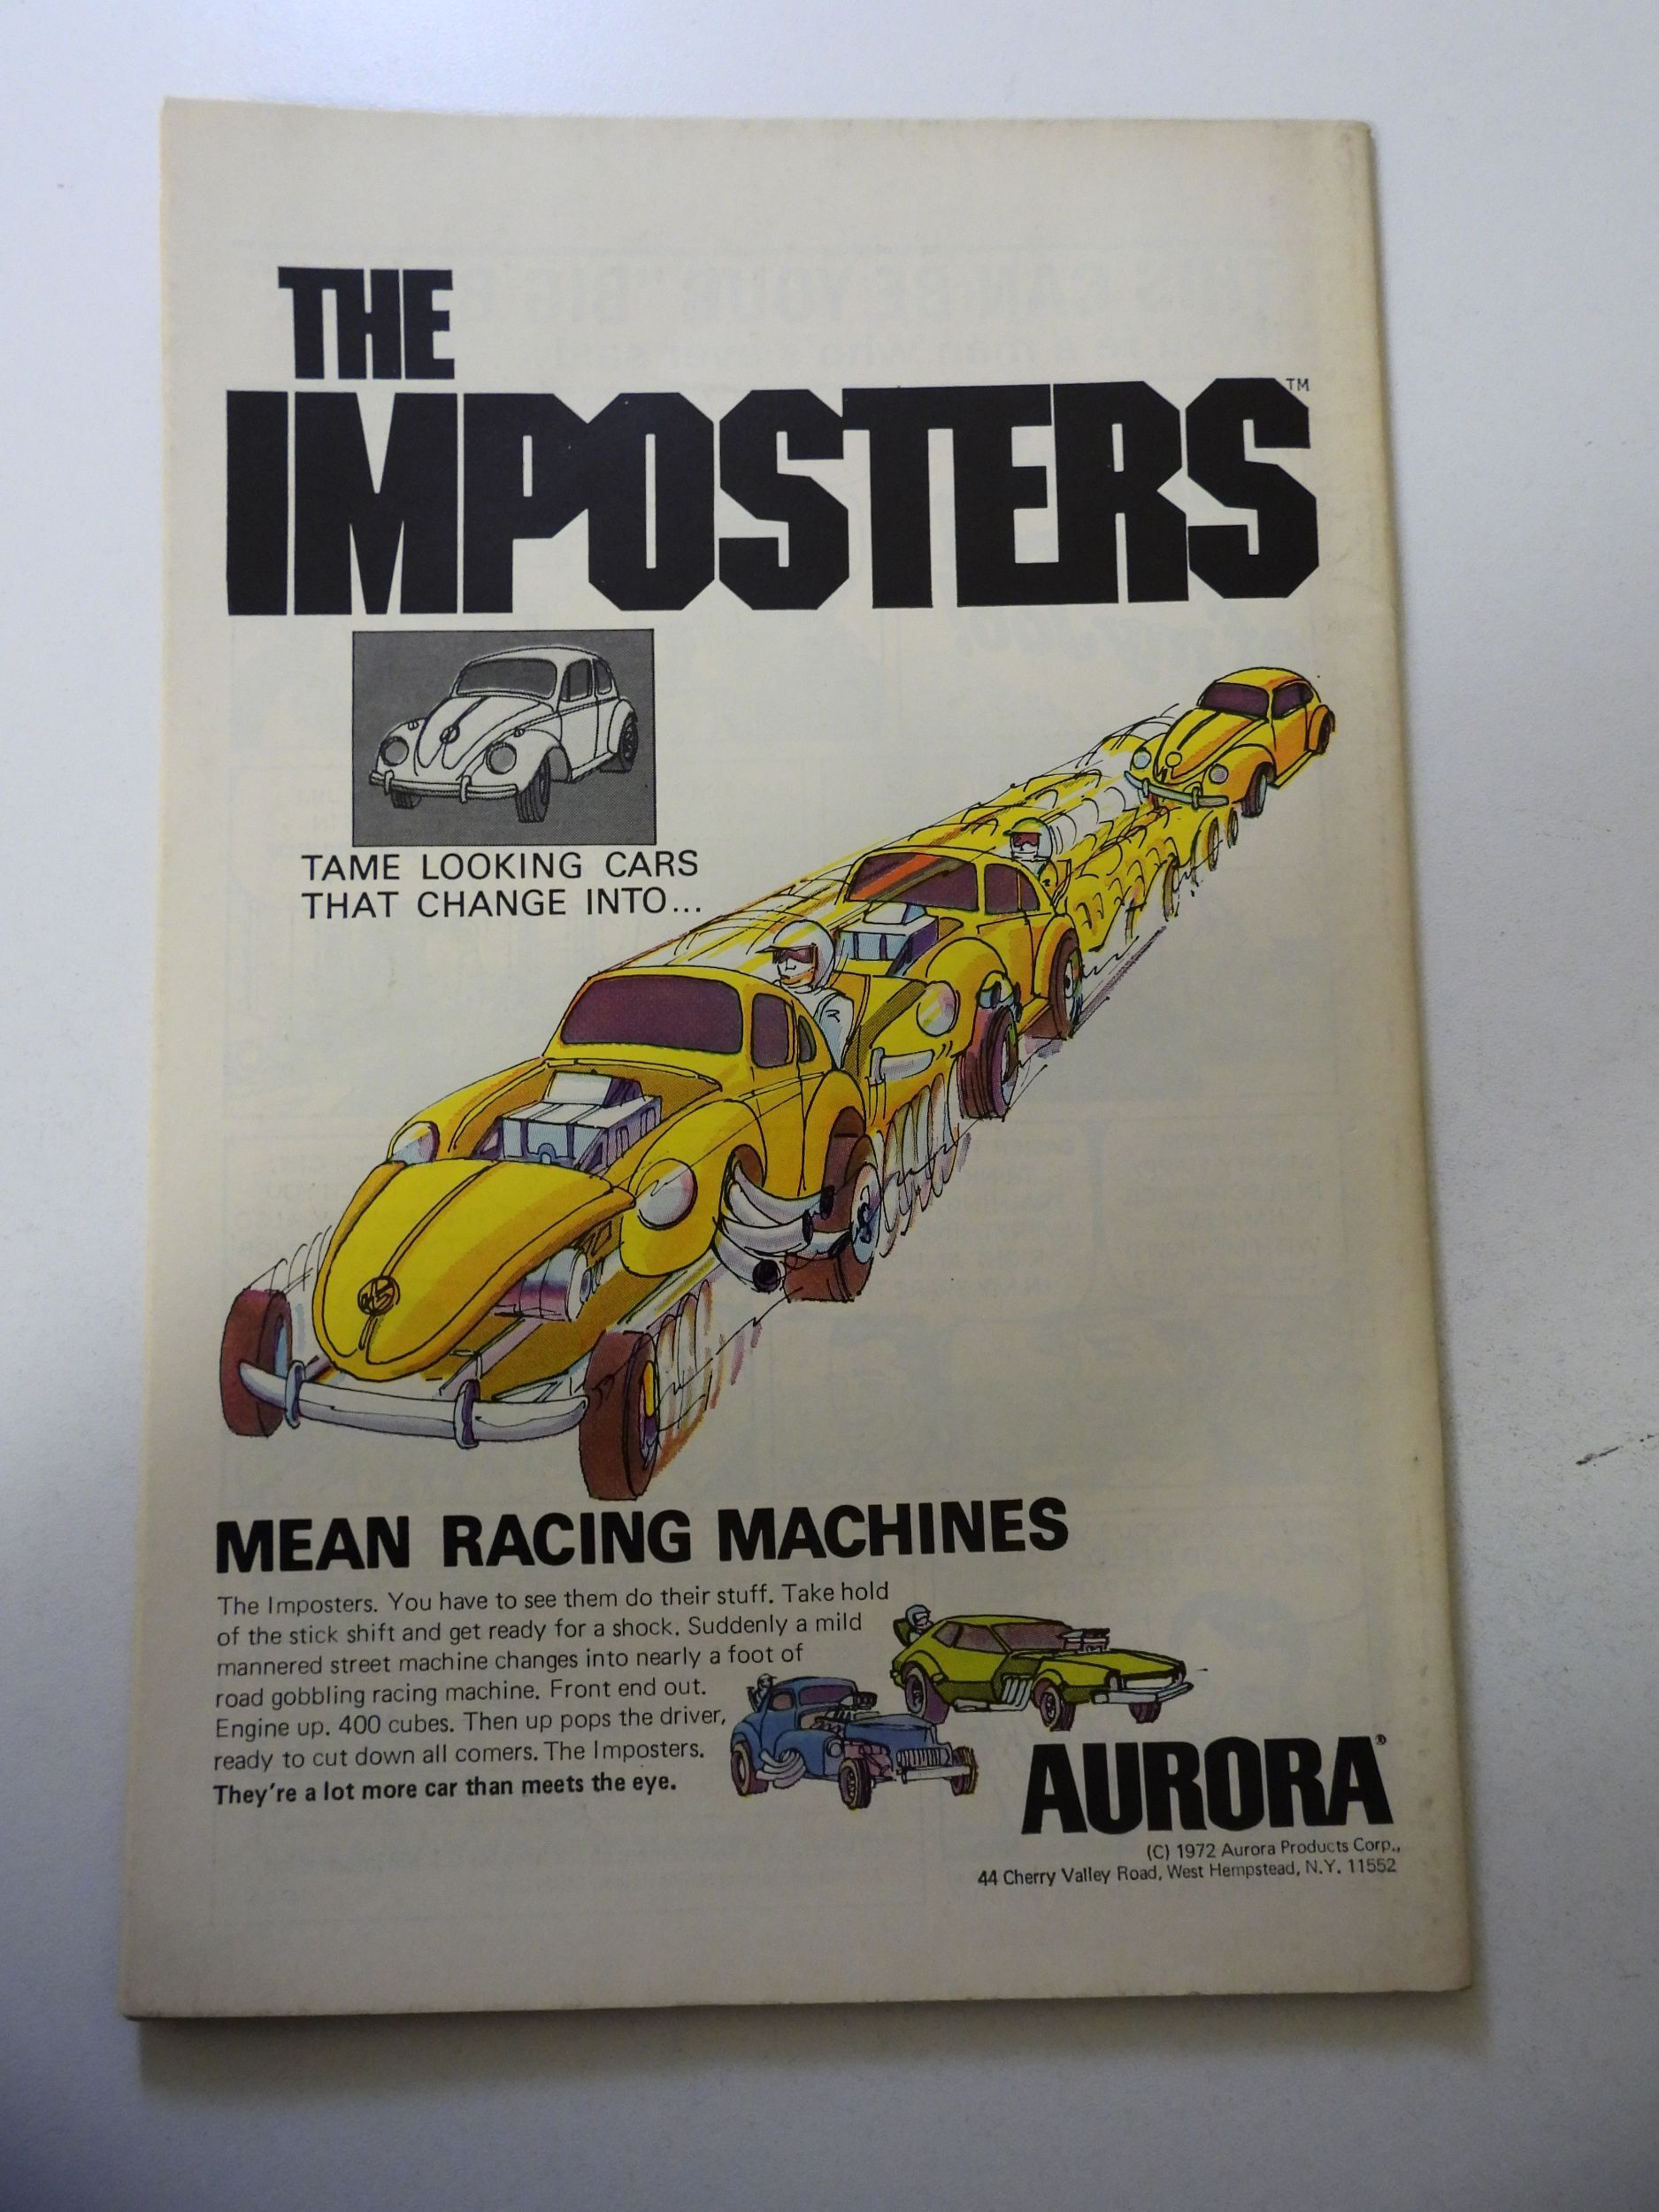 THE
IMPOSTERS™
TAME LOOKING CARS
THAT CHANGE INTO...
MEAN RACING MACHINES
The Imposters. You have to see them do their stuff. Take hold
of the stick shift and get ready for a shock. Suddenly a mild
mannered street machine changes into nearly a foot of
road gobbling racing machine. Front end out.
Engine up. 400 cubes. Then up pops the driver,
ready to cut down all comers. The Imposters.
They're a lot more car than meets the eye.
AURORA®
(C) 1972 Aurora Products Corp.,
44 Cherry Valley Road, West Hempstead, N.Y. 11552